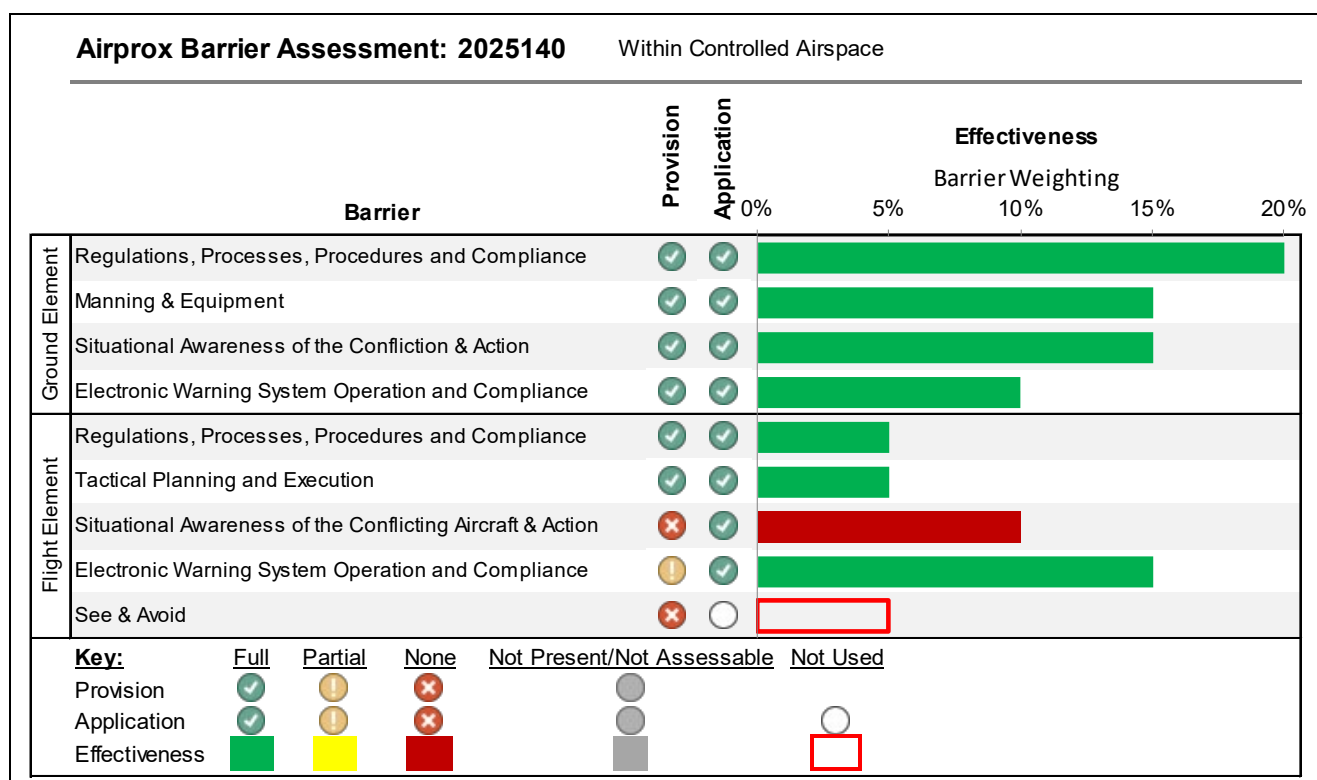 Airprox Barrier Assessment: 2025140 Within Controlled Airspace
Provision
Application
Effectiveness
Barrier Weighting
Barrier
0% 5% 10% 15% 20%
Ground Element
Regulations, Processes, Procedures and Compliance
Manning & Equipment
Situational Awareness of the Confliction & Action
Electronic Warning System Operation and Compliance
Flight Element
Regulations, Processes, Procedures and Compliance
Tactical Planning and Execution
Situational Awareness of the Conflicting Aircraft & Action
Electronic Warning System Operation and Compliance
See & Avoid
Key: Full Partial None Not Present/Not Assessable Not Used
Provision
Application
Effectiveness